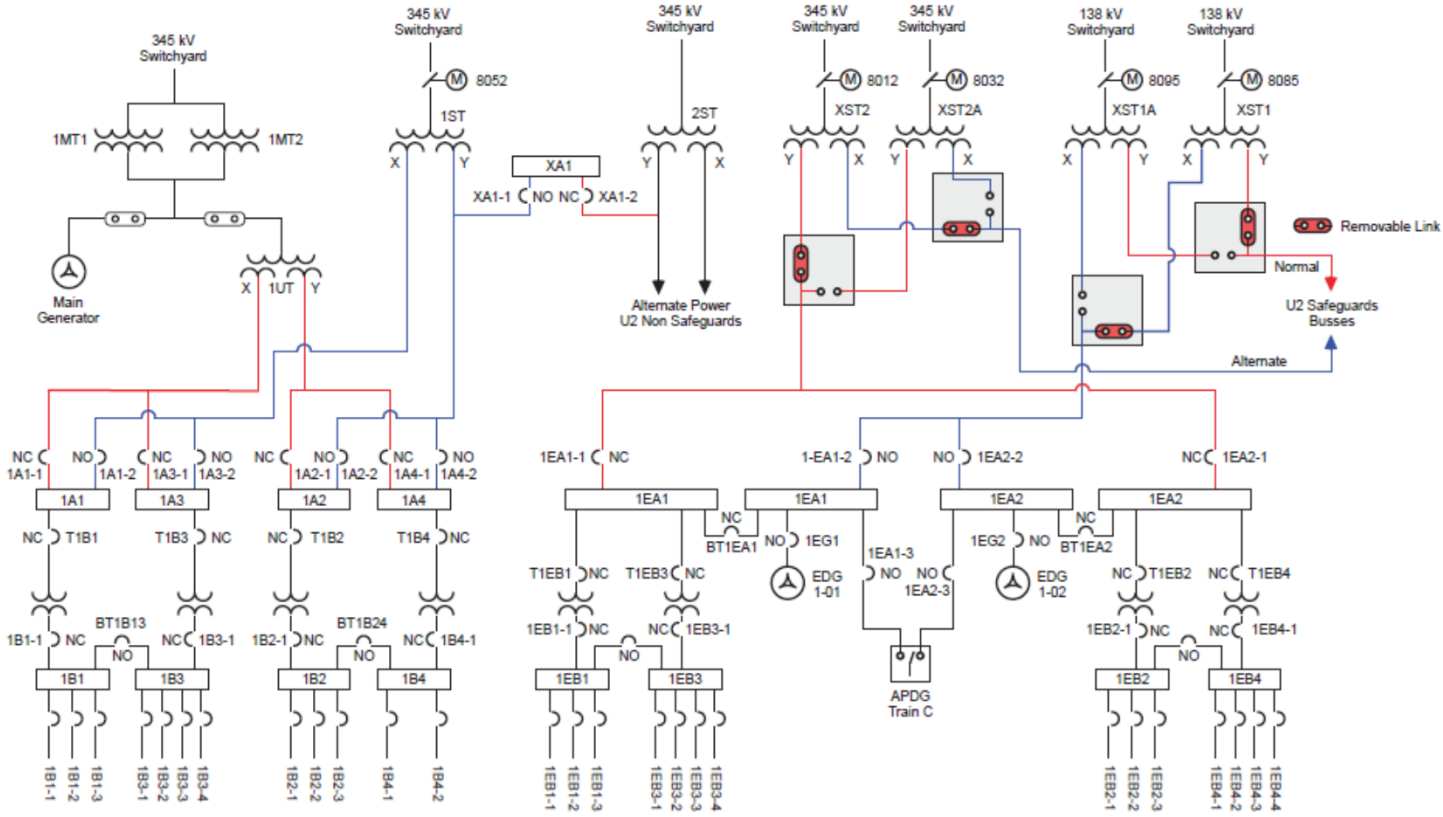 345 kV
Switchyard
345 kV
Switchyard
345 kV
Switchyard
345 kV
Switchyard
345 kV
Switchyard
138 kV
Switchyard
138 kV
Switchyard
M 8052
M 8012
M 8032
M 8095
M 8085
1MT1
1MT2
1ST
2ST
XST2
XST2A
XST1A
XST1
X
Y
Y
X
Y
X
Y
X
X
Y
X
Y
XA1
XA1-1
NO
NC
XA1-2
Removable Link
Main
Generator
X
1UT
Y
Alternate Power
U2 Non Safeguards
Normal
U2 Safeguards
Busses
Alternate
NC
1A1-1
NO
1A1-2
NC
1A3-1
NO
1A3-2
NC
NO
1A2-1
1A2-2
NC
1A4-1
NO
1A4-2
1EA1-1
NC
1-EA1-2
NO
NO
1EA2-2
NC
1EA2-1
1A1
1A3
1A2
1A4
1EA1
1EA1
1EA2
1EA2
NC
T1B1
T1B3
NC
NC
T1B2
T1B4
NC
NC
BT1EA1
NO
1EG1
1EA1-3
NO
NO
1EA2-3
1EG2
NO
NC
BT1EA2
EDG
1-01
EDG
1-02
T1EB1
NC
T1EB3
NC
NC
T1EB2
NC
T1EB4
1B1-1
NC
BT1B13
NO
NC
1B3-1
1B2-1
NC
BT1B24
NO
NC
1B4-1
1EB1-1
NC
NO
NC
1EB3-1
1EB2-1
NC
NO
NC
1EB4-1
1B1
1B3
1B2
1B4
1EB1
1EB3
1EB2
1EB4
APDG
Train C
1B1-1
1B1-2
1B1-3
1B3-1
1B3-2
1B3-3
1B3-4
1B2-1
1B2-2
1B2-3
1B4-1
1B4-2
1EB1-1
1EB1-2
1EB1-3
1EB3-1
1EB3-2
1EB3-3
1EB3-4
1EB2-1
1EB2-2
1EB2-3
1EB4-1
1EB4-2
1EB4-3
1EB4-4